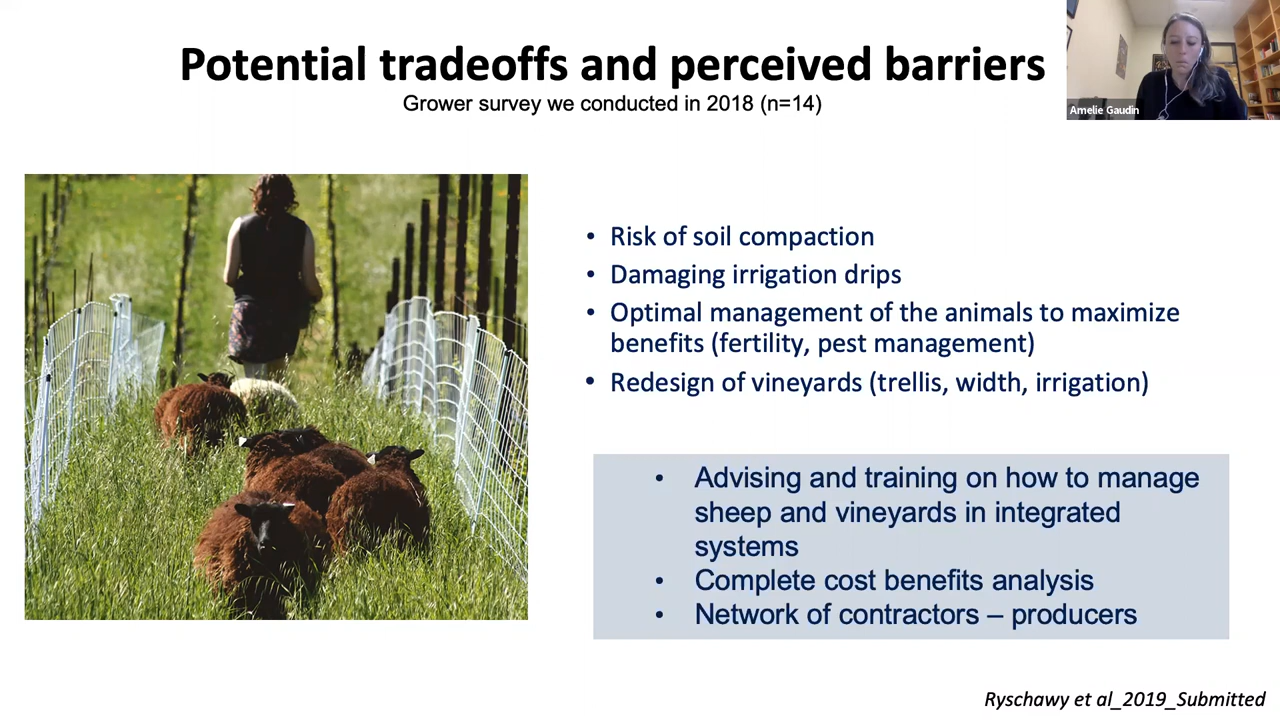 Potential tradeoffs and perceived barriers
Grower survey we conducted in 2018 (n=14)
Amelie Gaudin
• Risk of soil compaction
• Damaging irrigation drips
• Optimal management of the animals to maximize
benefits (fertility, pest management)
• Redesign of vineyards (trellis, width, irrigation)
• Advising and training on how to manage
sheep and vineyards in integrated
systems
• Complete cost benefits analysis
• Network of contractors – producers
Ryschawy et al_2019_Submitted